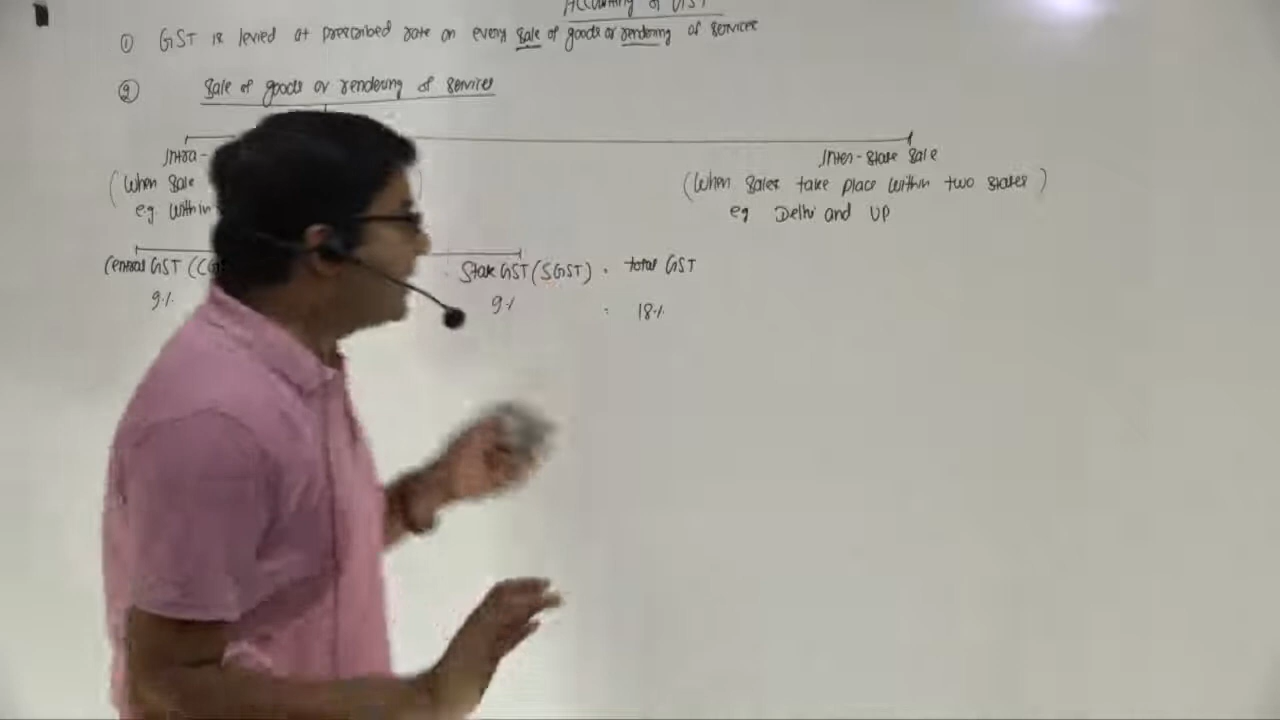 Accounting of GST
① GST is levied at prescribed rate on every sale of goods or rendering of services
② Sale of goods or rendering of services
Intra-
Inter-State Sale
(When Sale
)
(When Sales take place within two states)
eg within
eg Delhi and UP
Central GST (CG
State GST (SGST) = total GST
9%
9%
= 18%